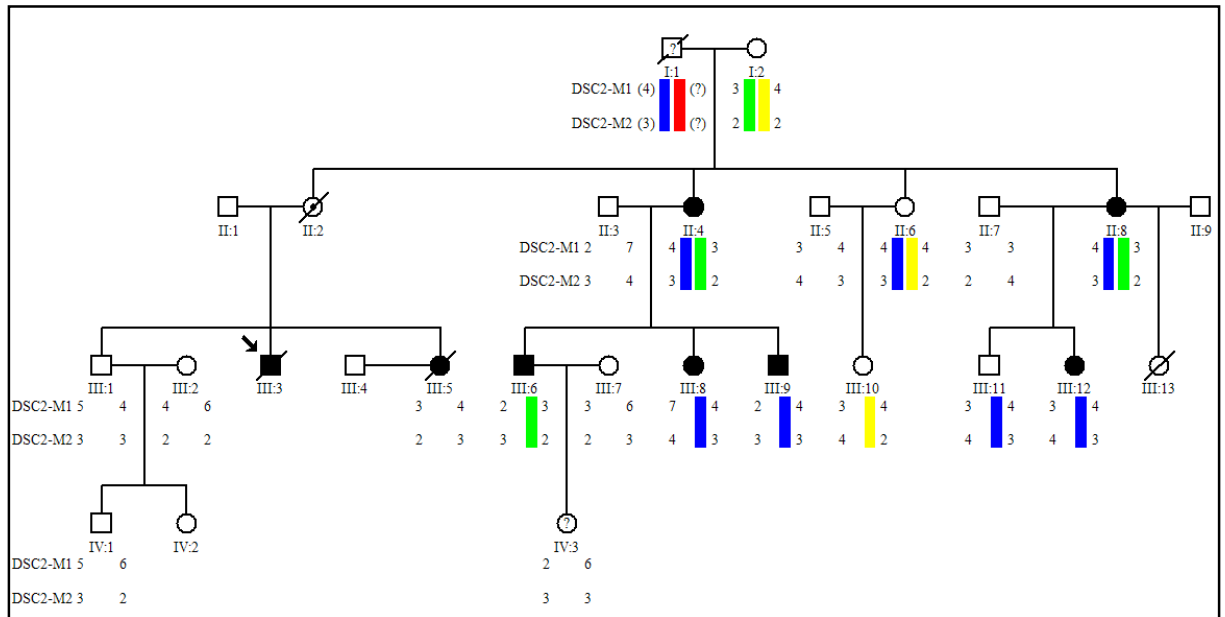 ?
I:1 I:2
DSC2-M1 (4) (?) 3 4
DSC2-M2 (3) (?) 2 2
II:1 II:2 II:3 II:4 II:5 II:6 II:7 II:8 II:9
DSC2-M1 2 7 4 3 3 4 4 4 3 3 4 3
DSC2-M2 3 4 3 2 4 3 3 2 2 4 3 2
III:1 III:2 III:3 III:4 III:5 III:6 III:7 III:8 III:9 III:10 III:11 III:12 III:13
DSC2-M1 5 4 4 6 3 4 2 3 3 6 7 4 2 4 3 4 3 4 3 4
DSC2-M2 3 3 2 2 2 3 3 2 2 3 4 3 3 3 4 2 4 3 4 3
?
IV:1 IV:2 IV:3
DSC2-M1 5 6 2 6
DSC2-M2 3 2 3 3